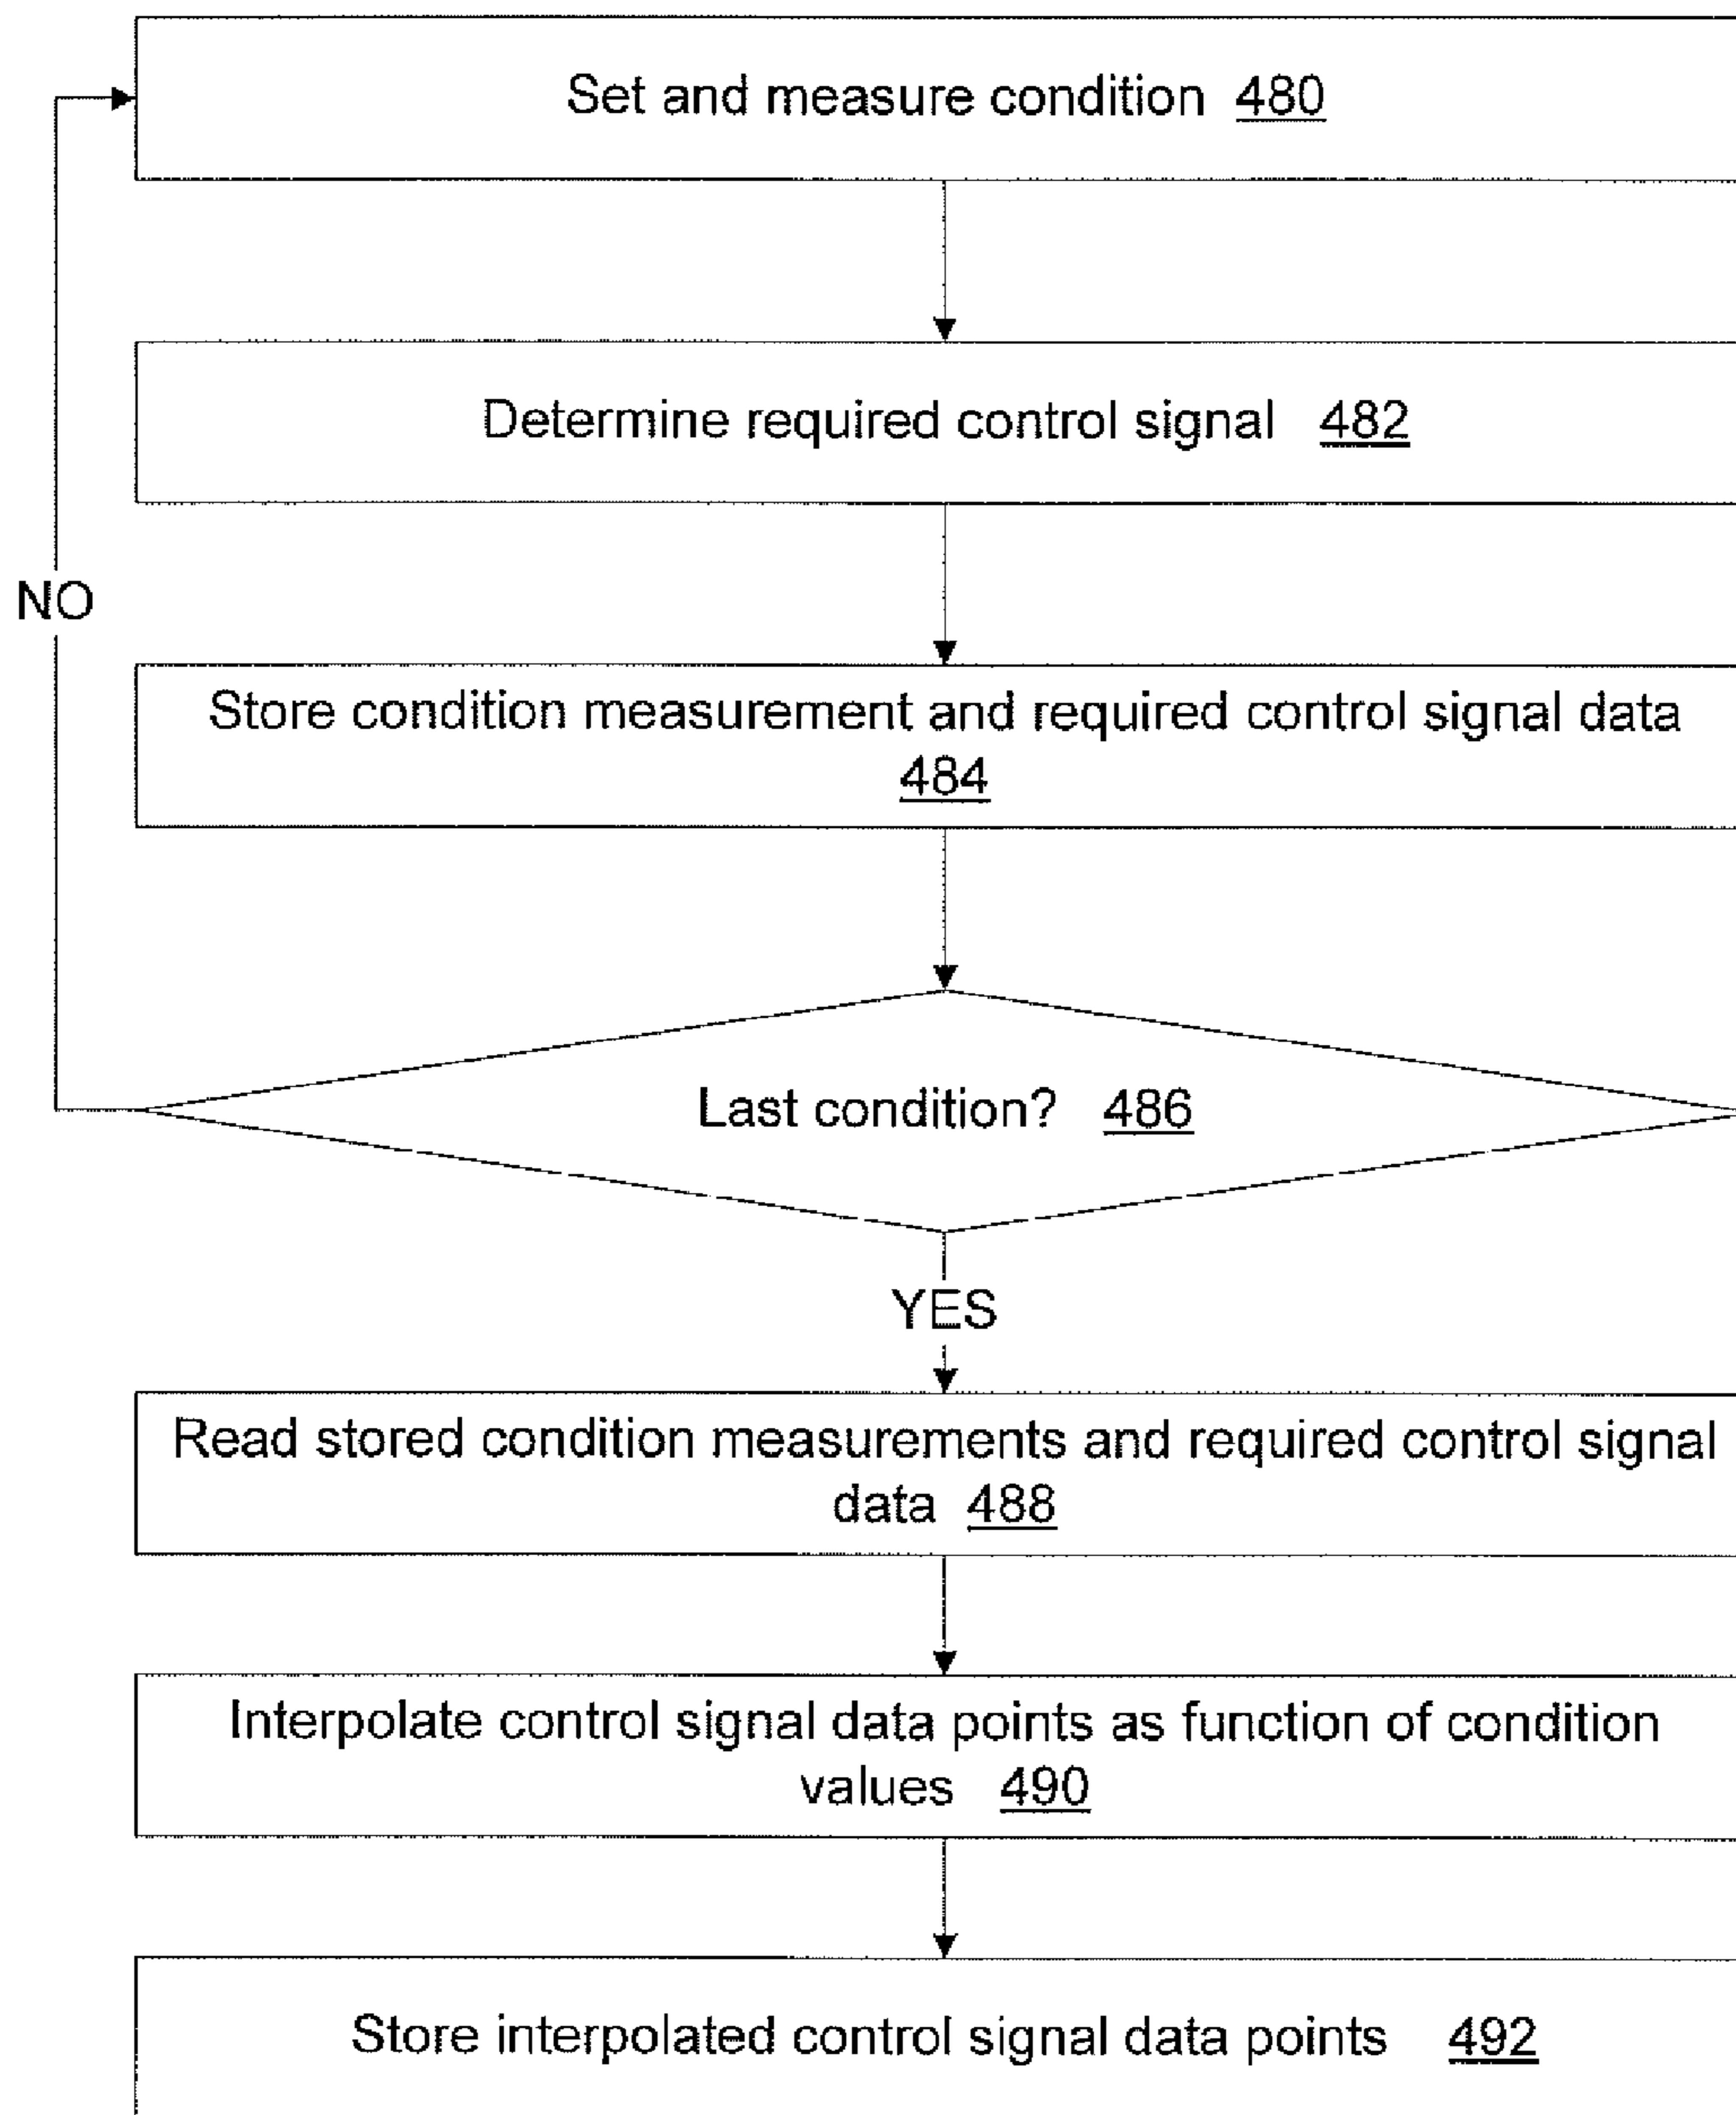 Set and measure condition 480
Determine required control signal 482
NO
Store condition measurement and required control signal data
484
Last condition? 486
YES
Read stored condition measurements and required control signal
data 488
Interpolate control signal data points as function of condition
values 490
Store interpolated control signal data points 492